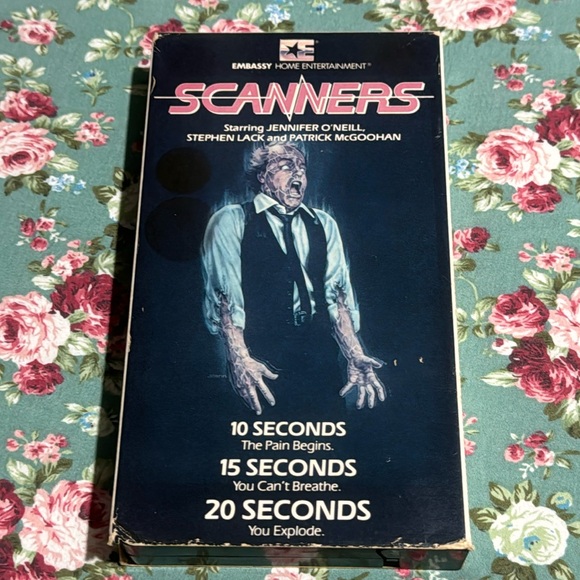 EMBASSY HOME ENTERTAINMENT®
SCANNERS
Starring JENNIFER O'NEILL,
STEPHEN LACK and PATRICK McGOOHAN
10 SECONDS
The Pain Begins.
15 SECONDS
You Can't Breathe.
20 SECONDS
You Explode.